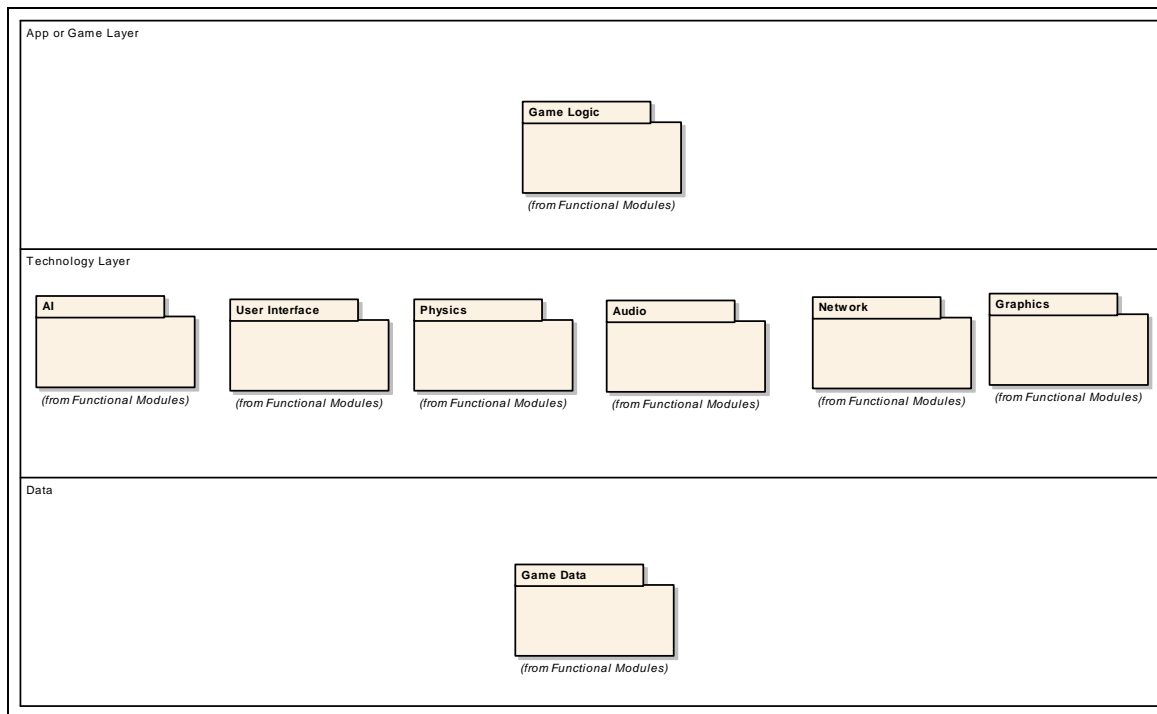 App or Game Layer
Game Logic
(from Functional Modules)
Technology Layer
AI
(from Functional Modules)
User Interface
(from Functional Modules)
Physics
(from Functional Modules)
Audio
(from Functional Modules)
Network
(from Functional Modules)
Graphics
(from Functional Modules)
Data
Game Data
(from Functional Modules)